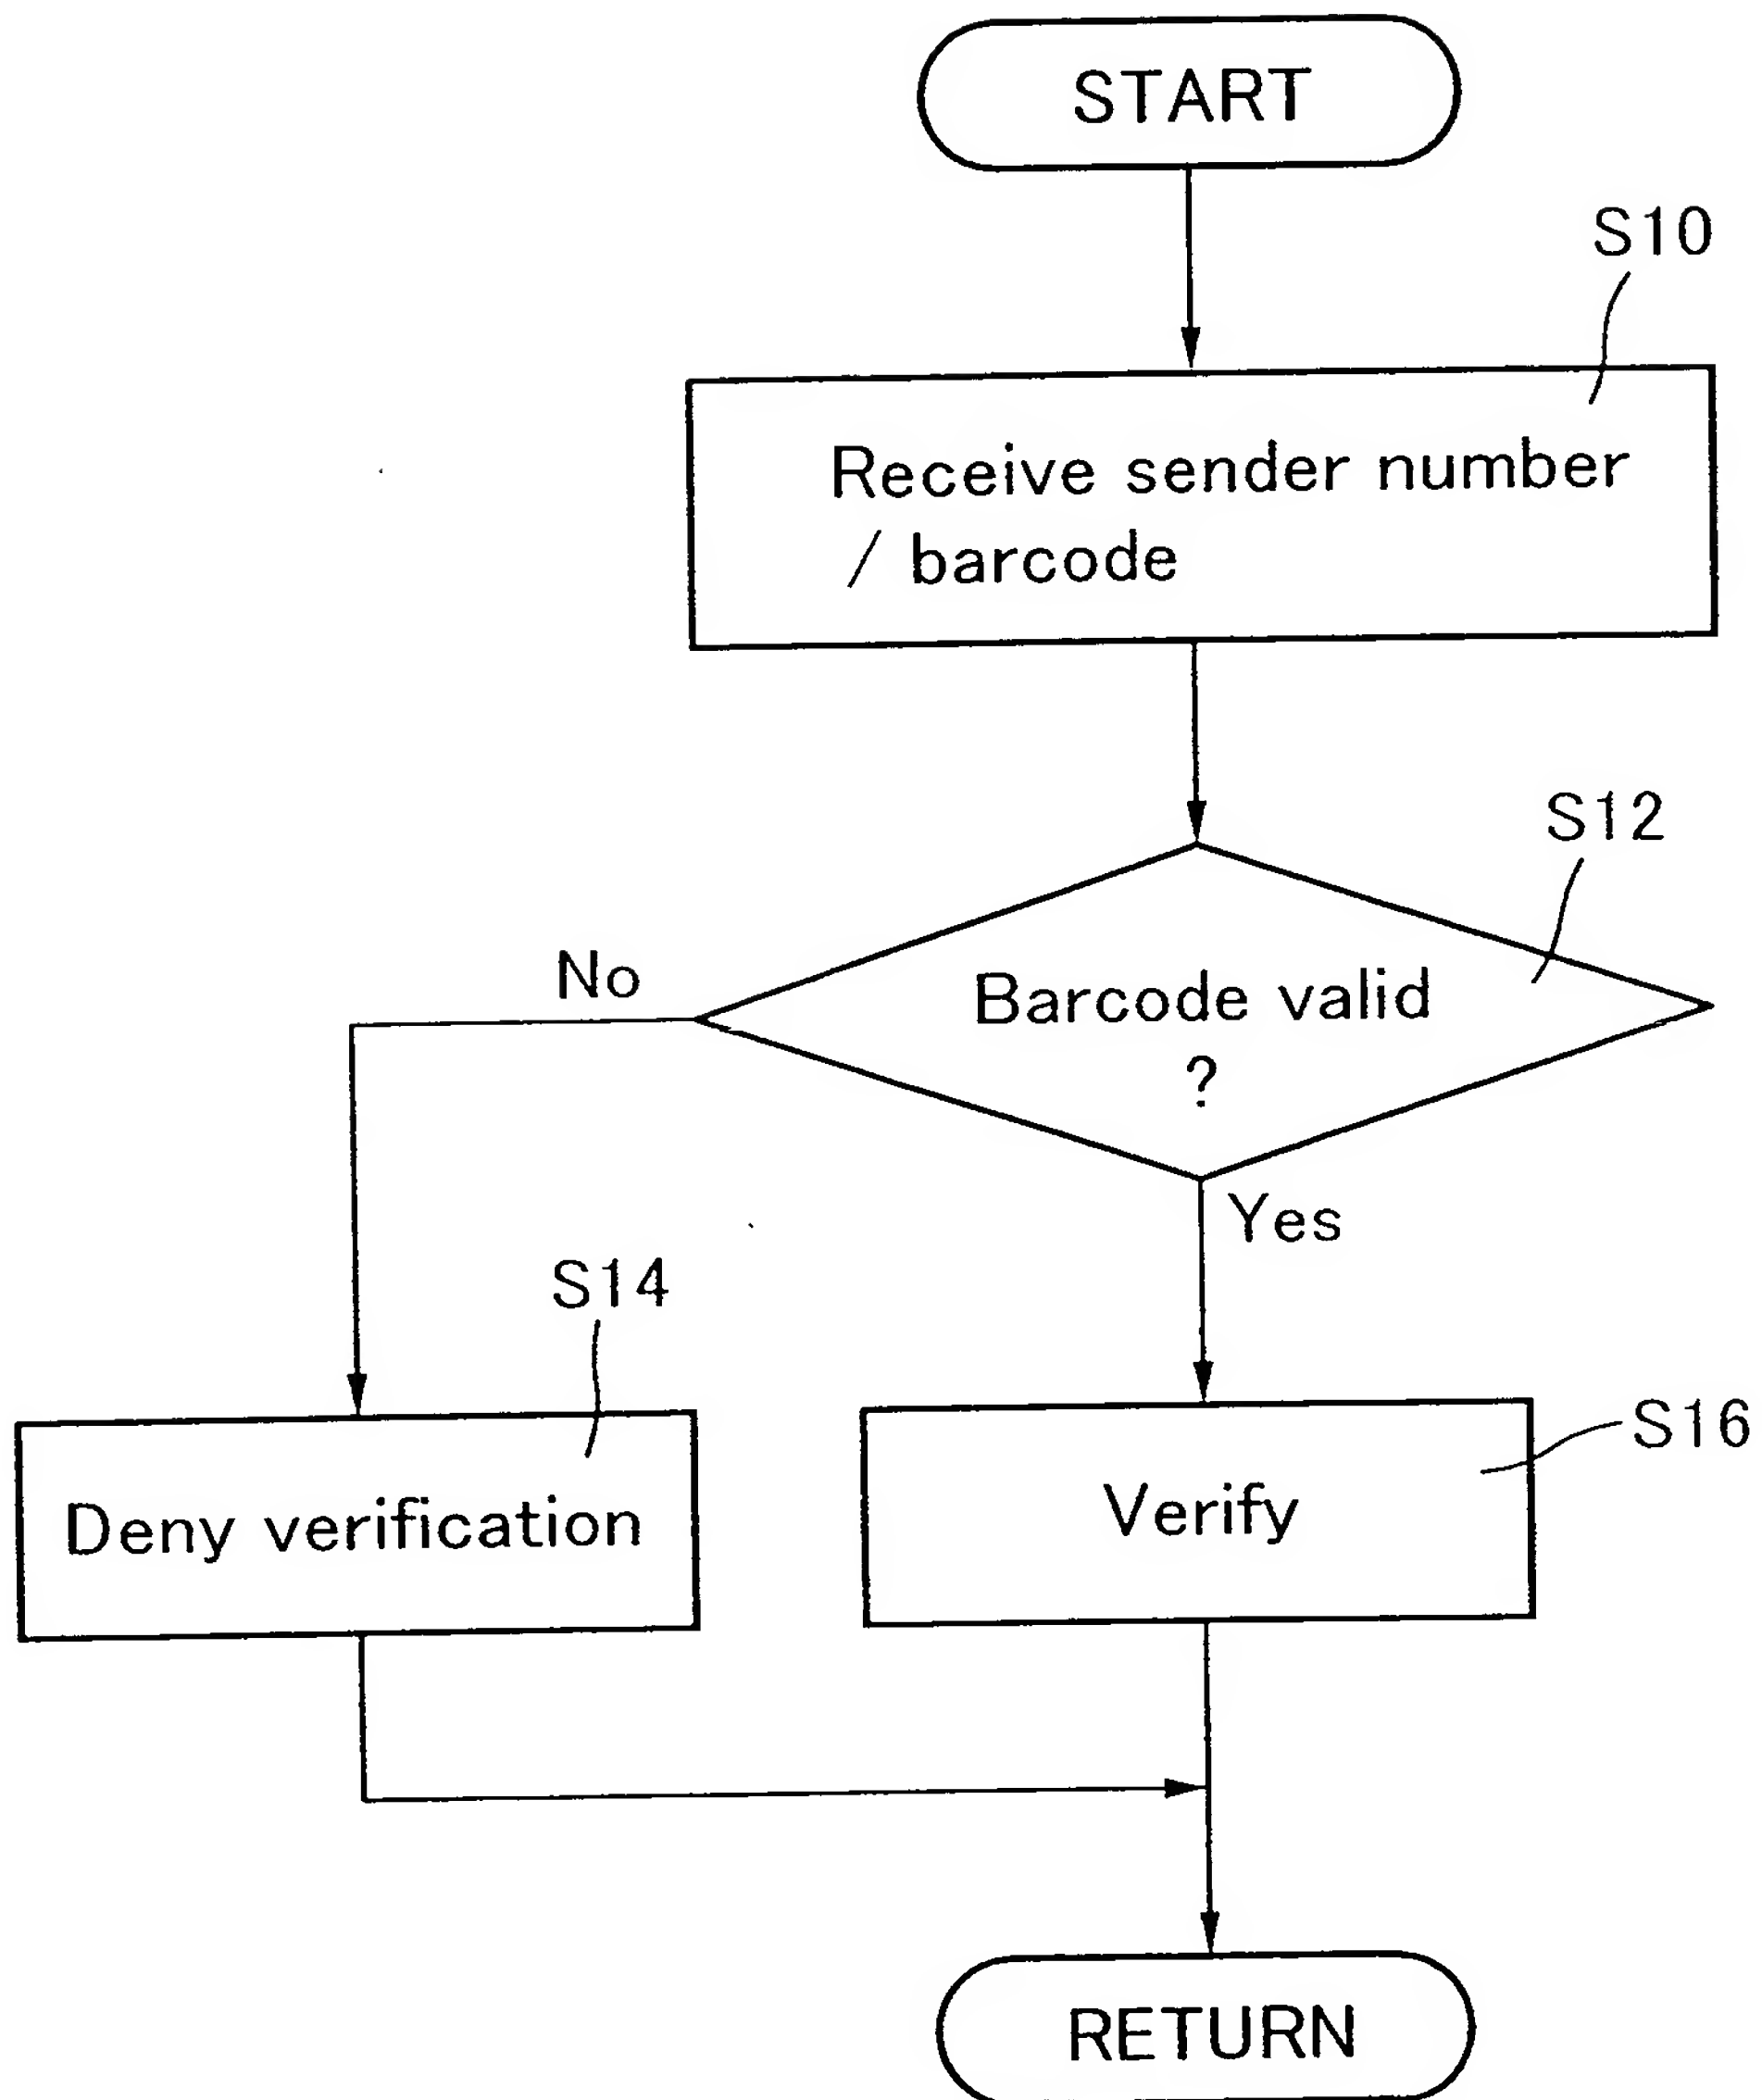 START
S10
Receive sender number
/ barcode
S12
No
Barcode valid
?
Yes
S14
S16
Deny verification
Verify
RETURN